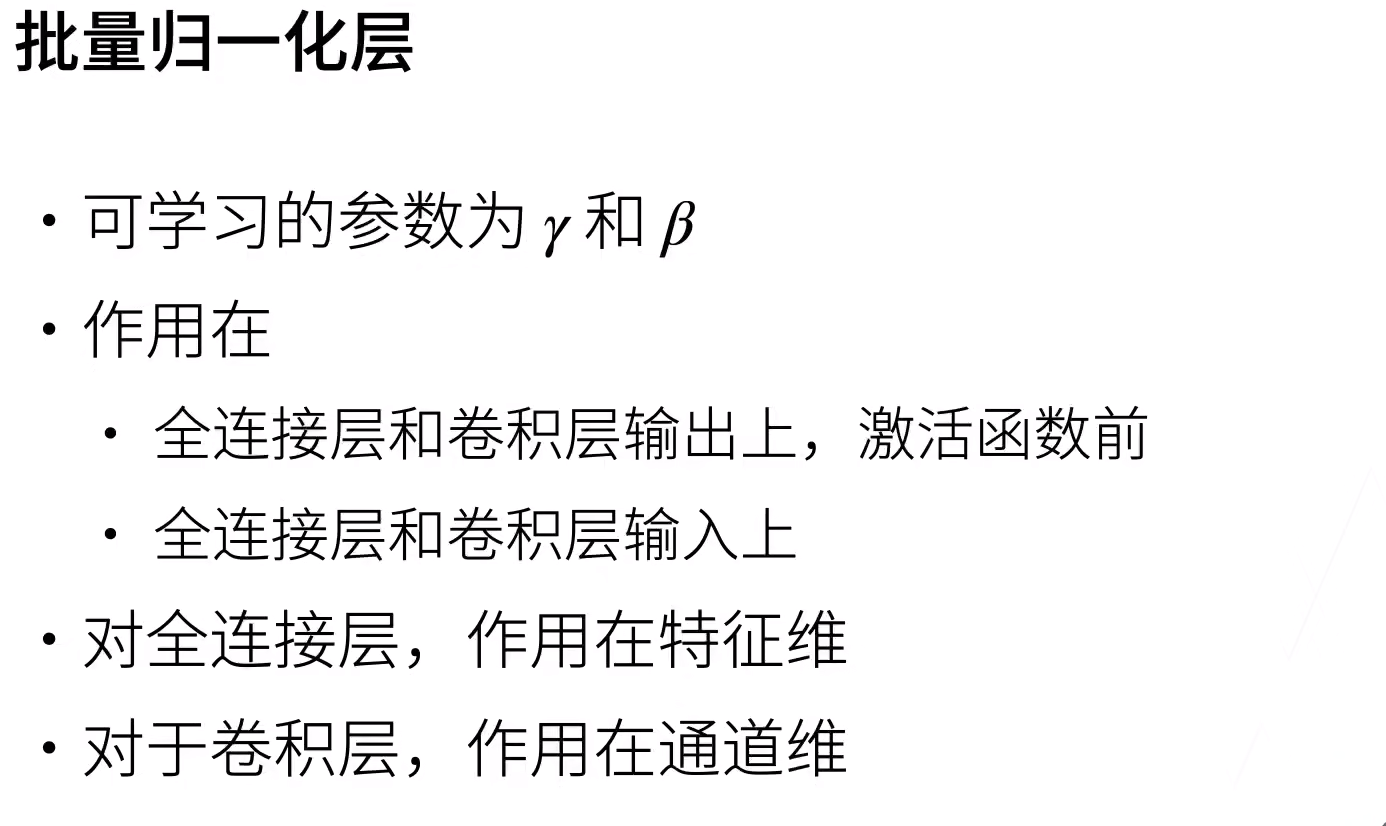 批量归一化层
• 可学习的参数为 γ 和 β
• 作用在
• 全连接层和卷积层输出上，激活函数前
• 全连接层和卷积层输入上
• 对全连接层，作用在特征维
• 对于卷积层，作用在通道维